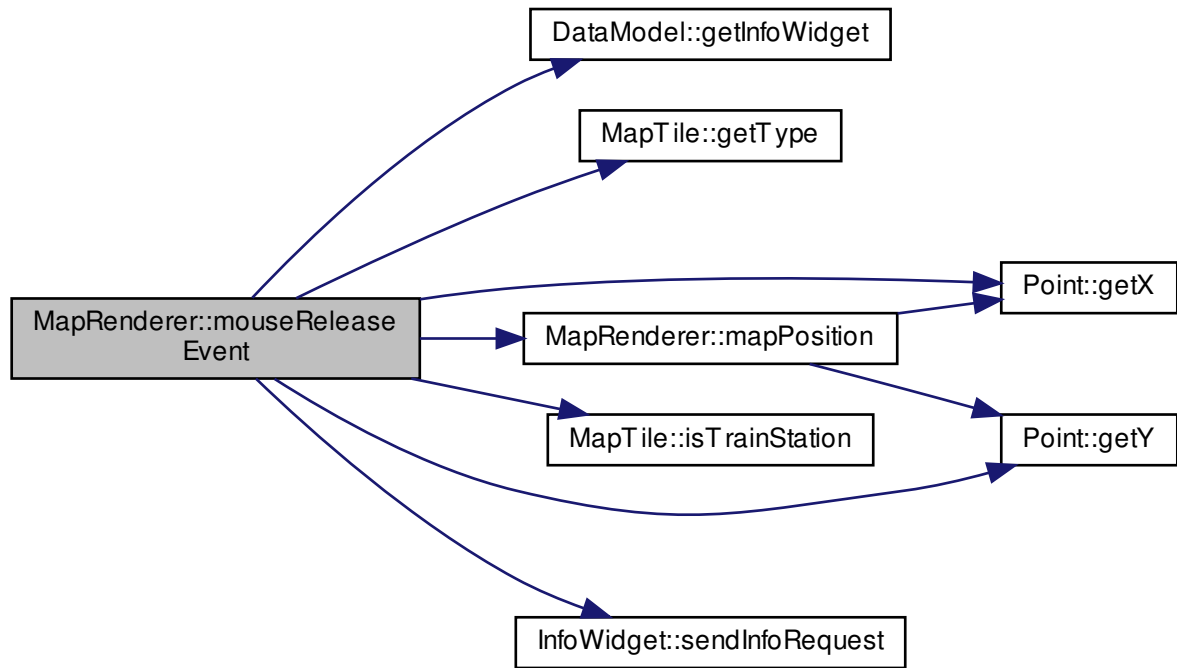 DataModel::getInfoWidget
MapTile::getType
Point::getX
MapRenderer::mouseRelease
Event
MapRenderer::mapPosition
MapTile::isTrainStation
Point::getY
InfoWidget::sendInfoRequest